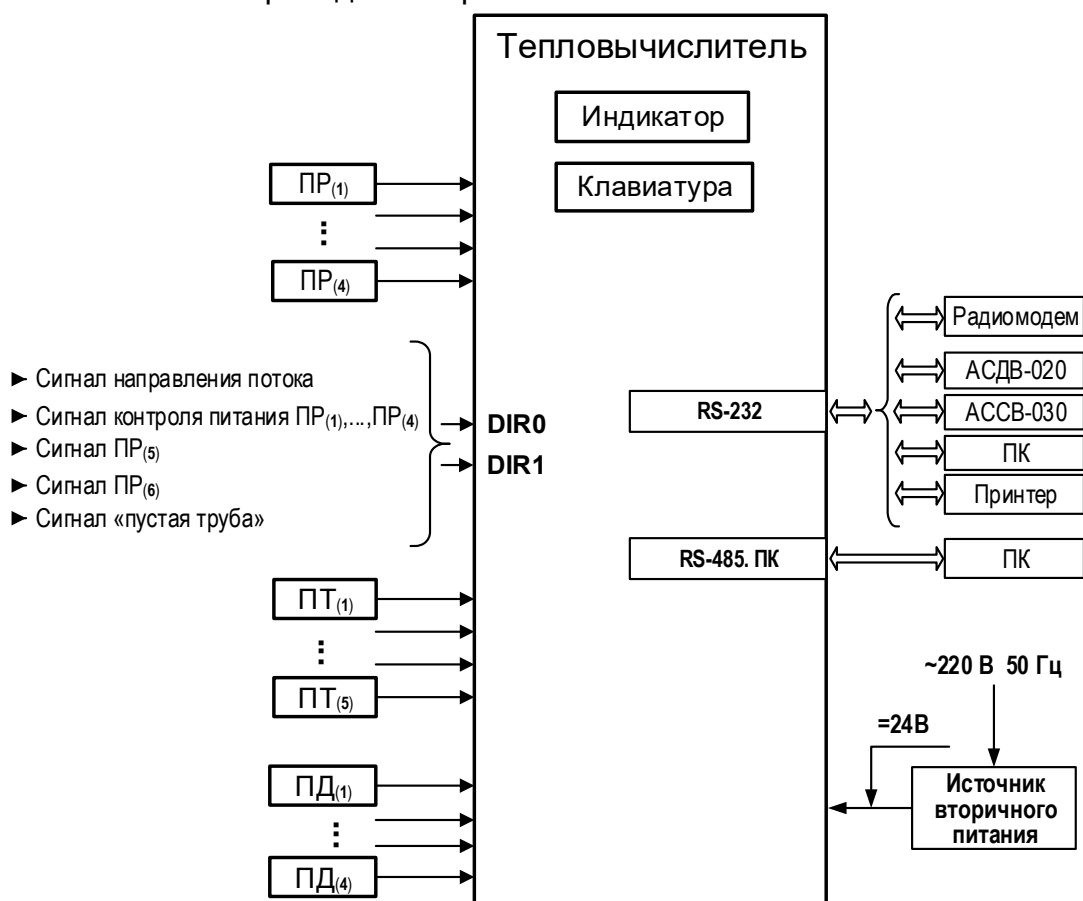 Тепловычислитель
Индикатор
Клавиатура
ПР(1)
ПР(4)
► Сигнал направления потока
► Сигнал контроля питания ПР(1),...,ПР(4)
► Сигнал ПР(5)
► Сигнал ПР(6)
► Сигнал «пустая труба»
DIR0
DIR1
ПТ(1)
ПТ(5)
ПД(1)
ПД(4)
RS-232
Радиомодем
АСДВ-020
АССВ-030
ПК
Принтер
RS-485. ПК
ПК
~220 В 50 Гц
=24В
Источник
вторичного
питания